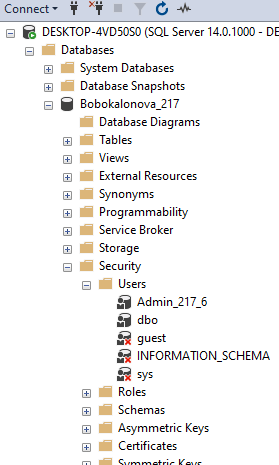 Connect
DESKTOP-4VD50S0 (SQL Server 14.0.1000 - DE
Databases
System Databases
Database Snapshots
Bobokalonova_217
Database Diagrams
Tables
Views
External Resources
Synonyms
Programmability
Service Broker
Storage
Security
Users
Admin_217_6
dbo
guest
INFORMATION_SCHEMA
sys
Roles
Schemas
Asymmetric Keys
Certificates
Symmetric Keys